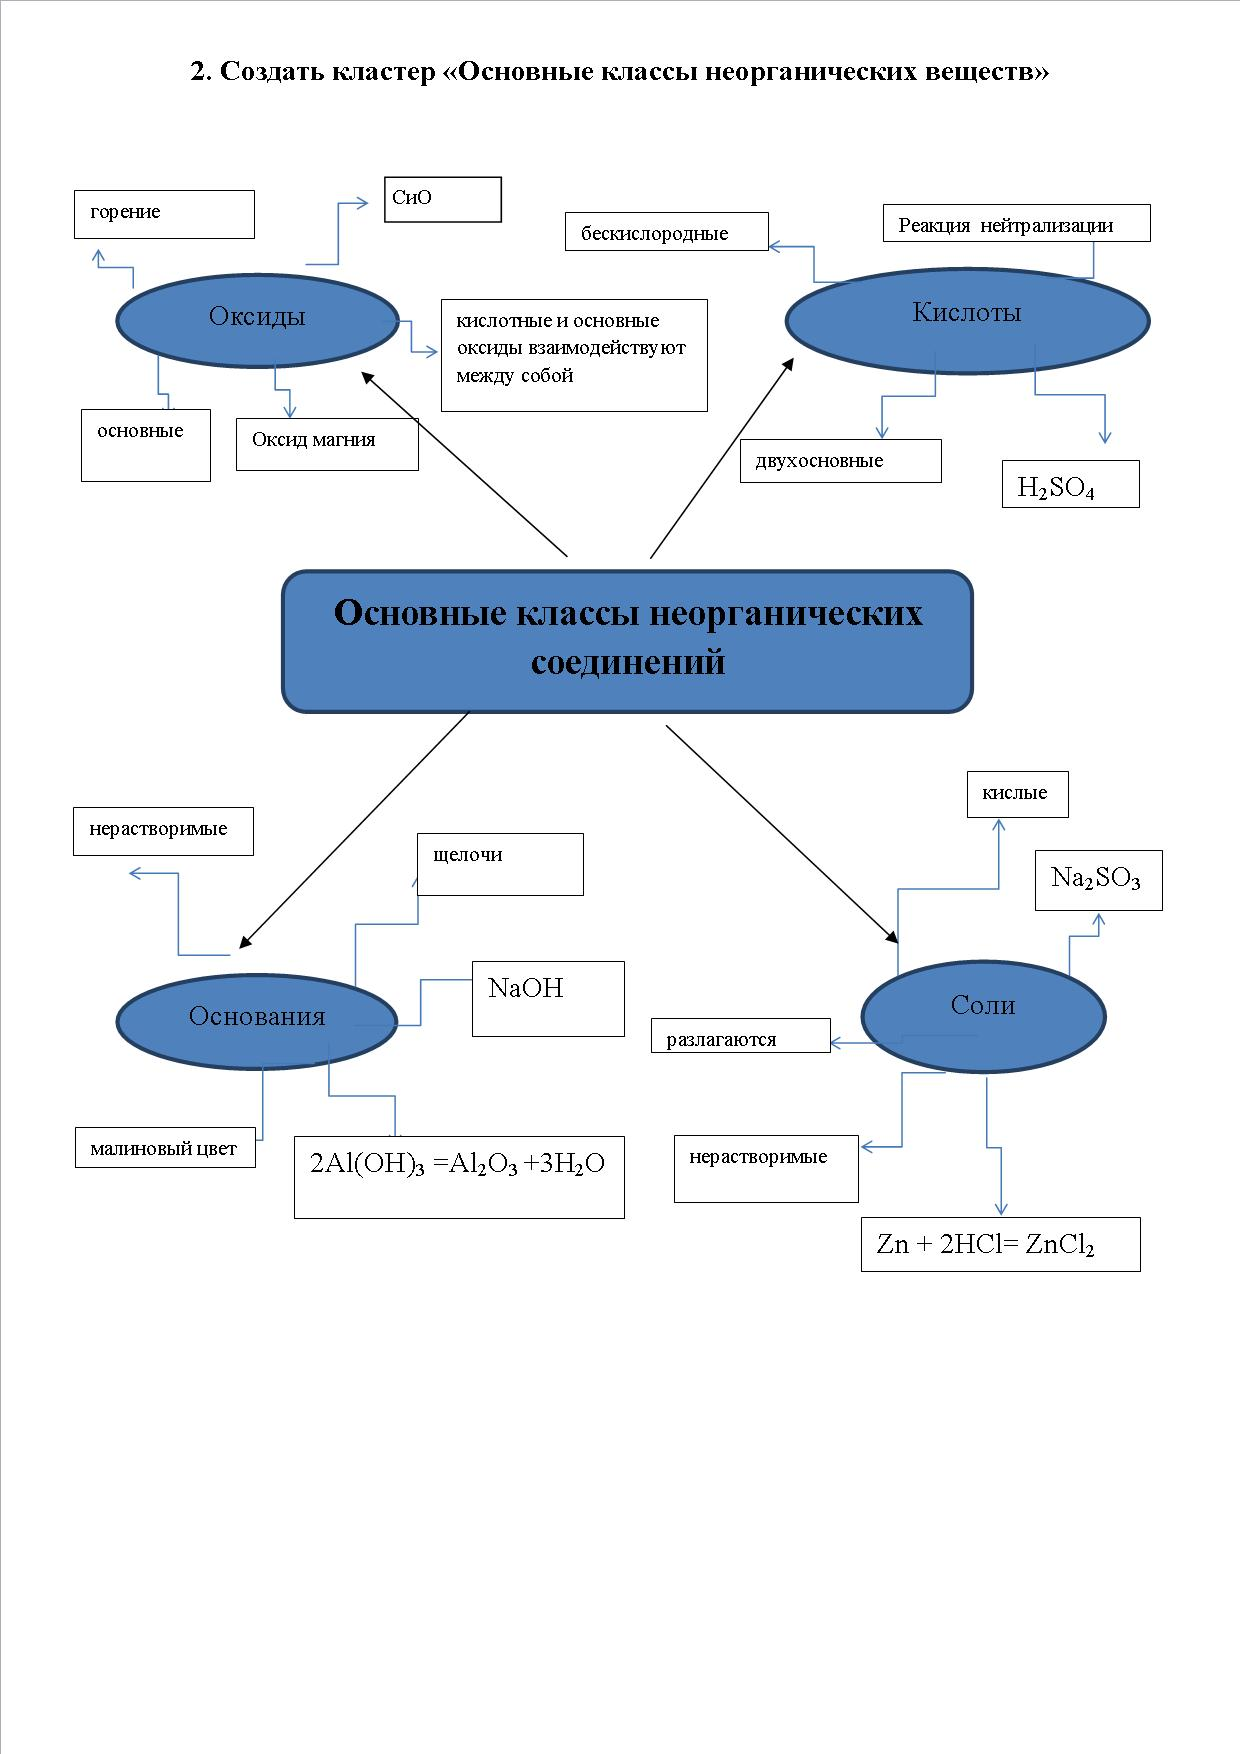 2. Создать кластер «Основные классы неорганических веществ»
горение
СиО
бескислородные
Реакция нейтрализации
Оксиды
кислотные и основные
оксиды взаимодействуют
между собой
Кислоты
основные
Оксид магния
двухосновные
H₂SO₄
Основные классы неорганических
соединений
кислые
нерастворимые
щелочи
Na₂SO₃
NaOH
Основания
Соли
разлагаются
малиновый цвет
2Al(OH)₃ =Al₂O₃ +3H₂O
нерастворимые
Zn + 2HCl= ZnCl₂